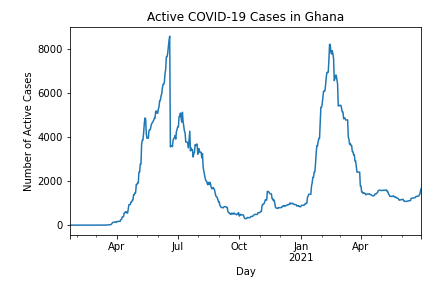 Active COVID-19 Cases in Ghana
Number of Active Cases
8000
6000
4000
2000
0
Apr
Jul
Oct
Jan
2021
Apr
Day